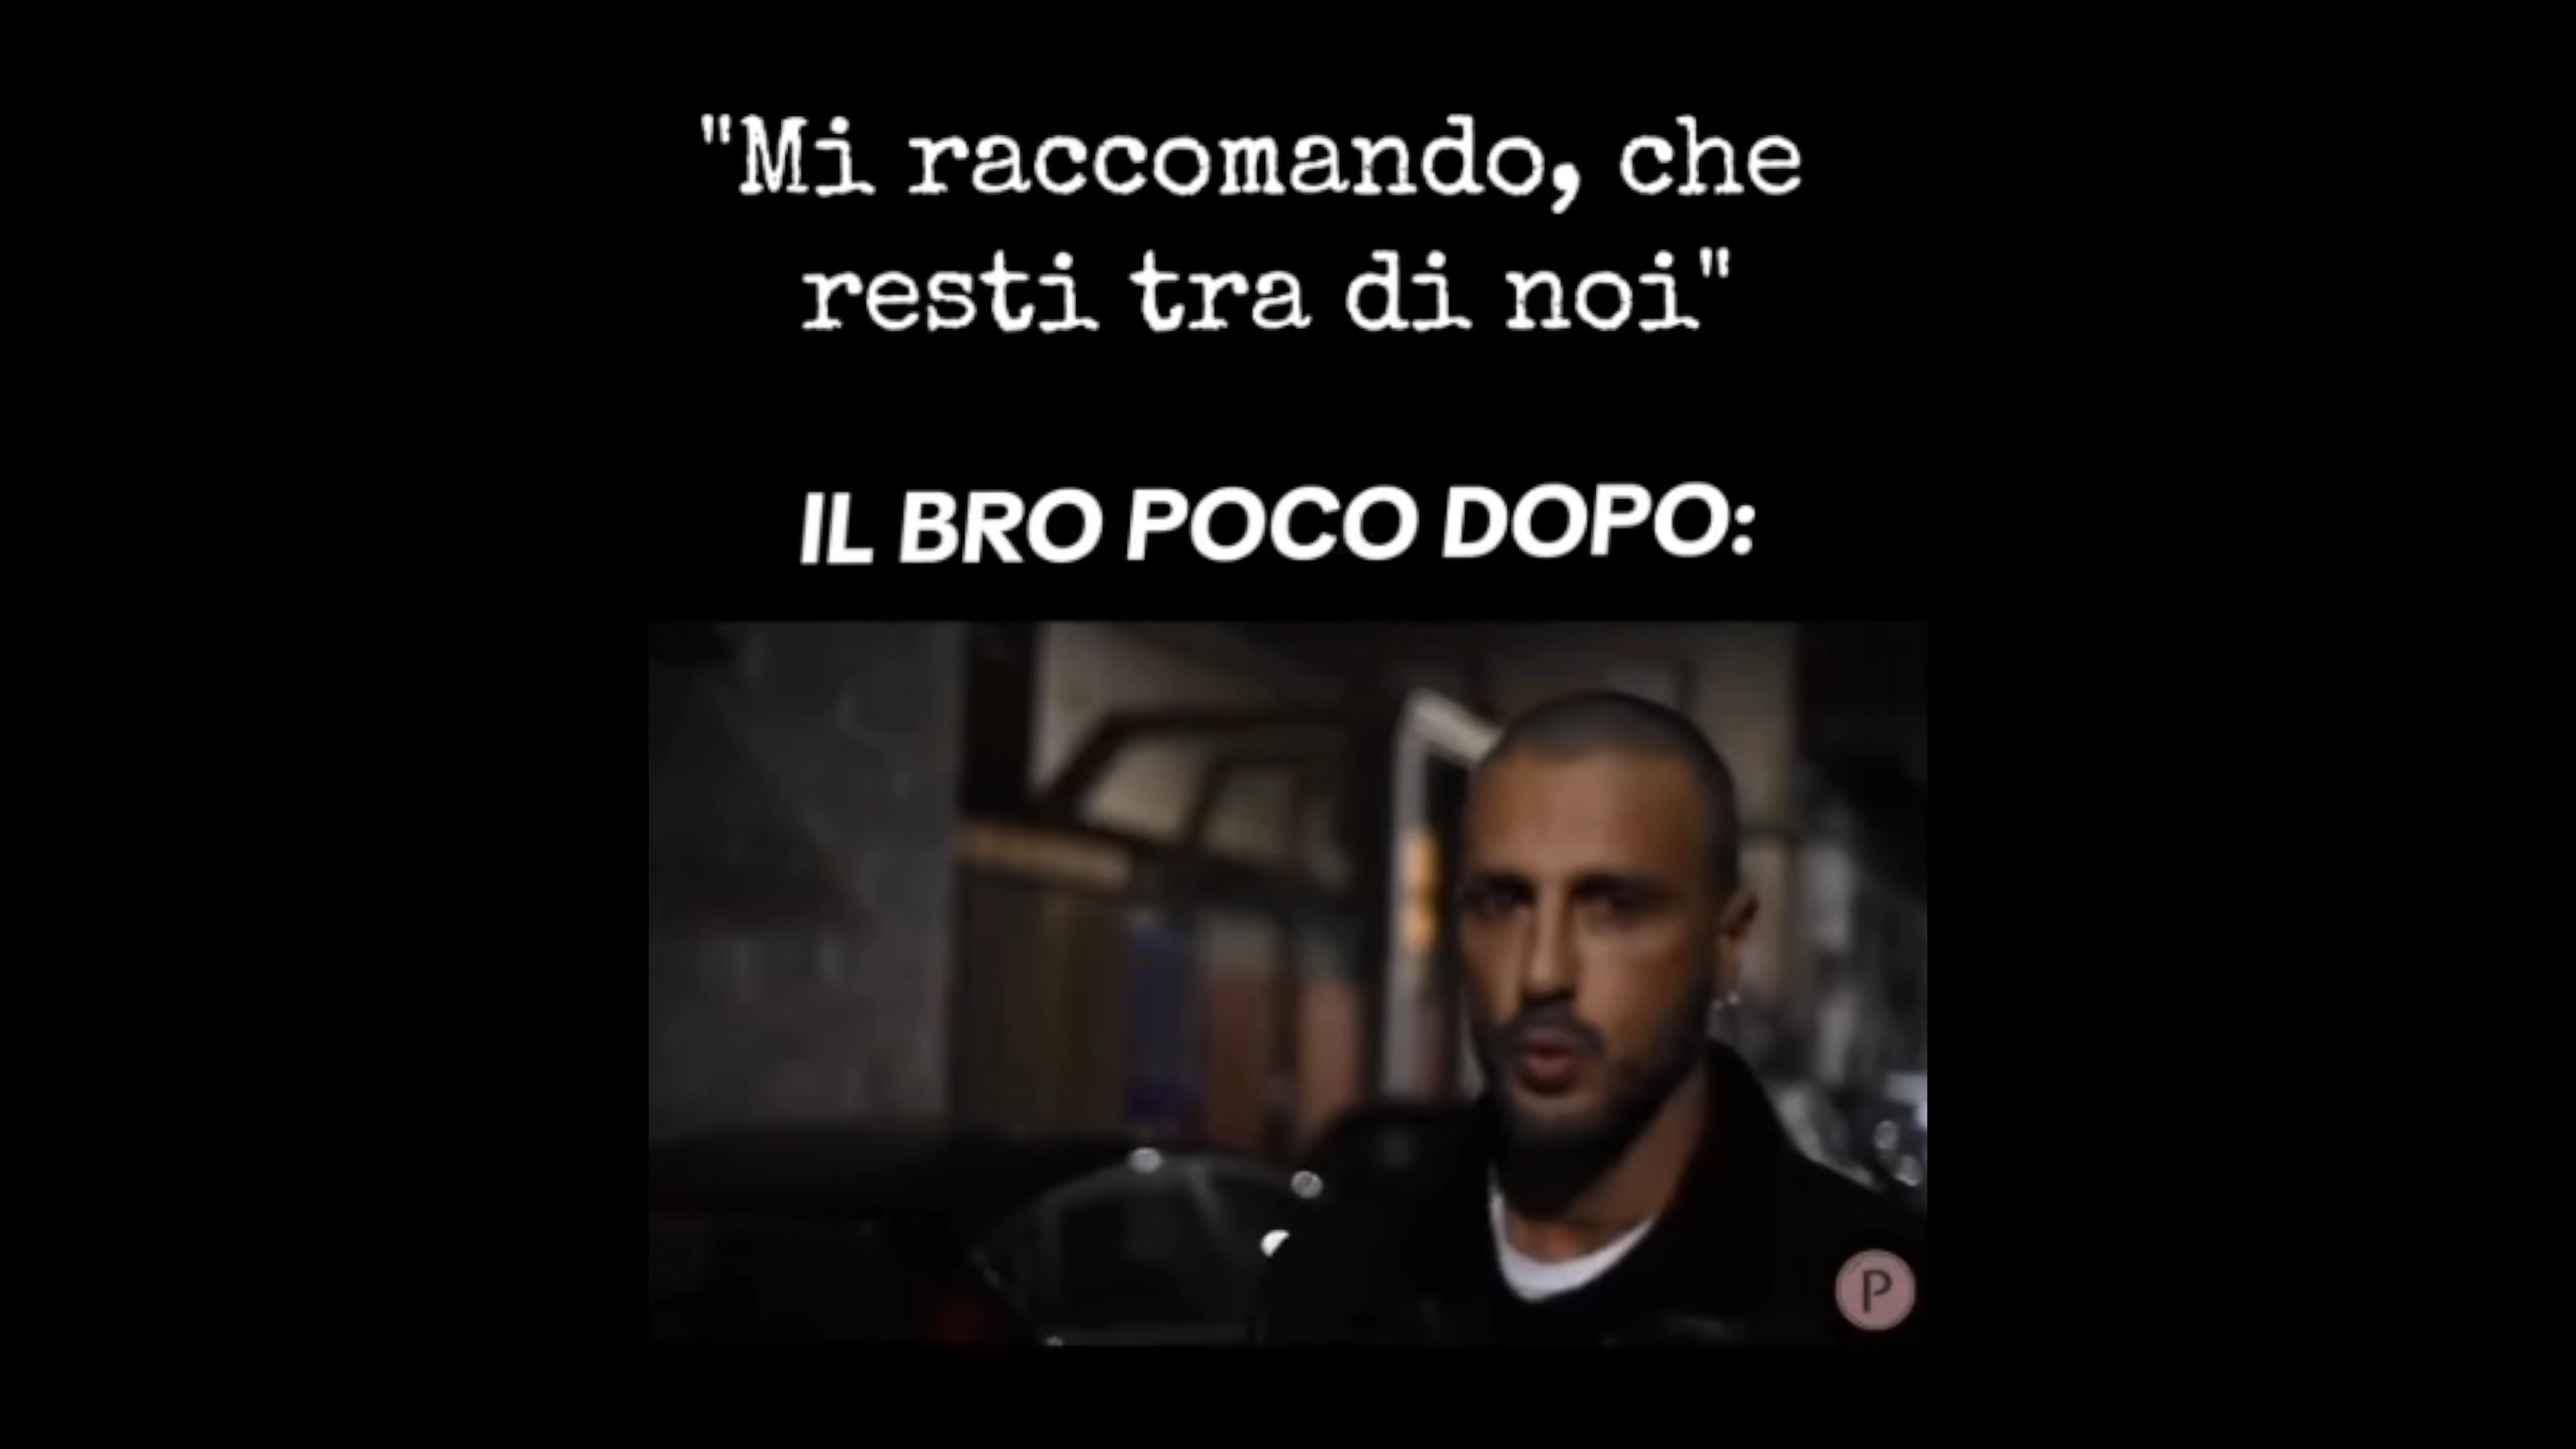 "Mi raccomando, che
resti tra di noi"
IL BRO POCO DOPO:
P